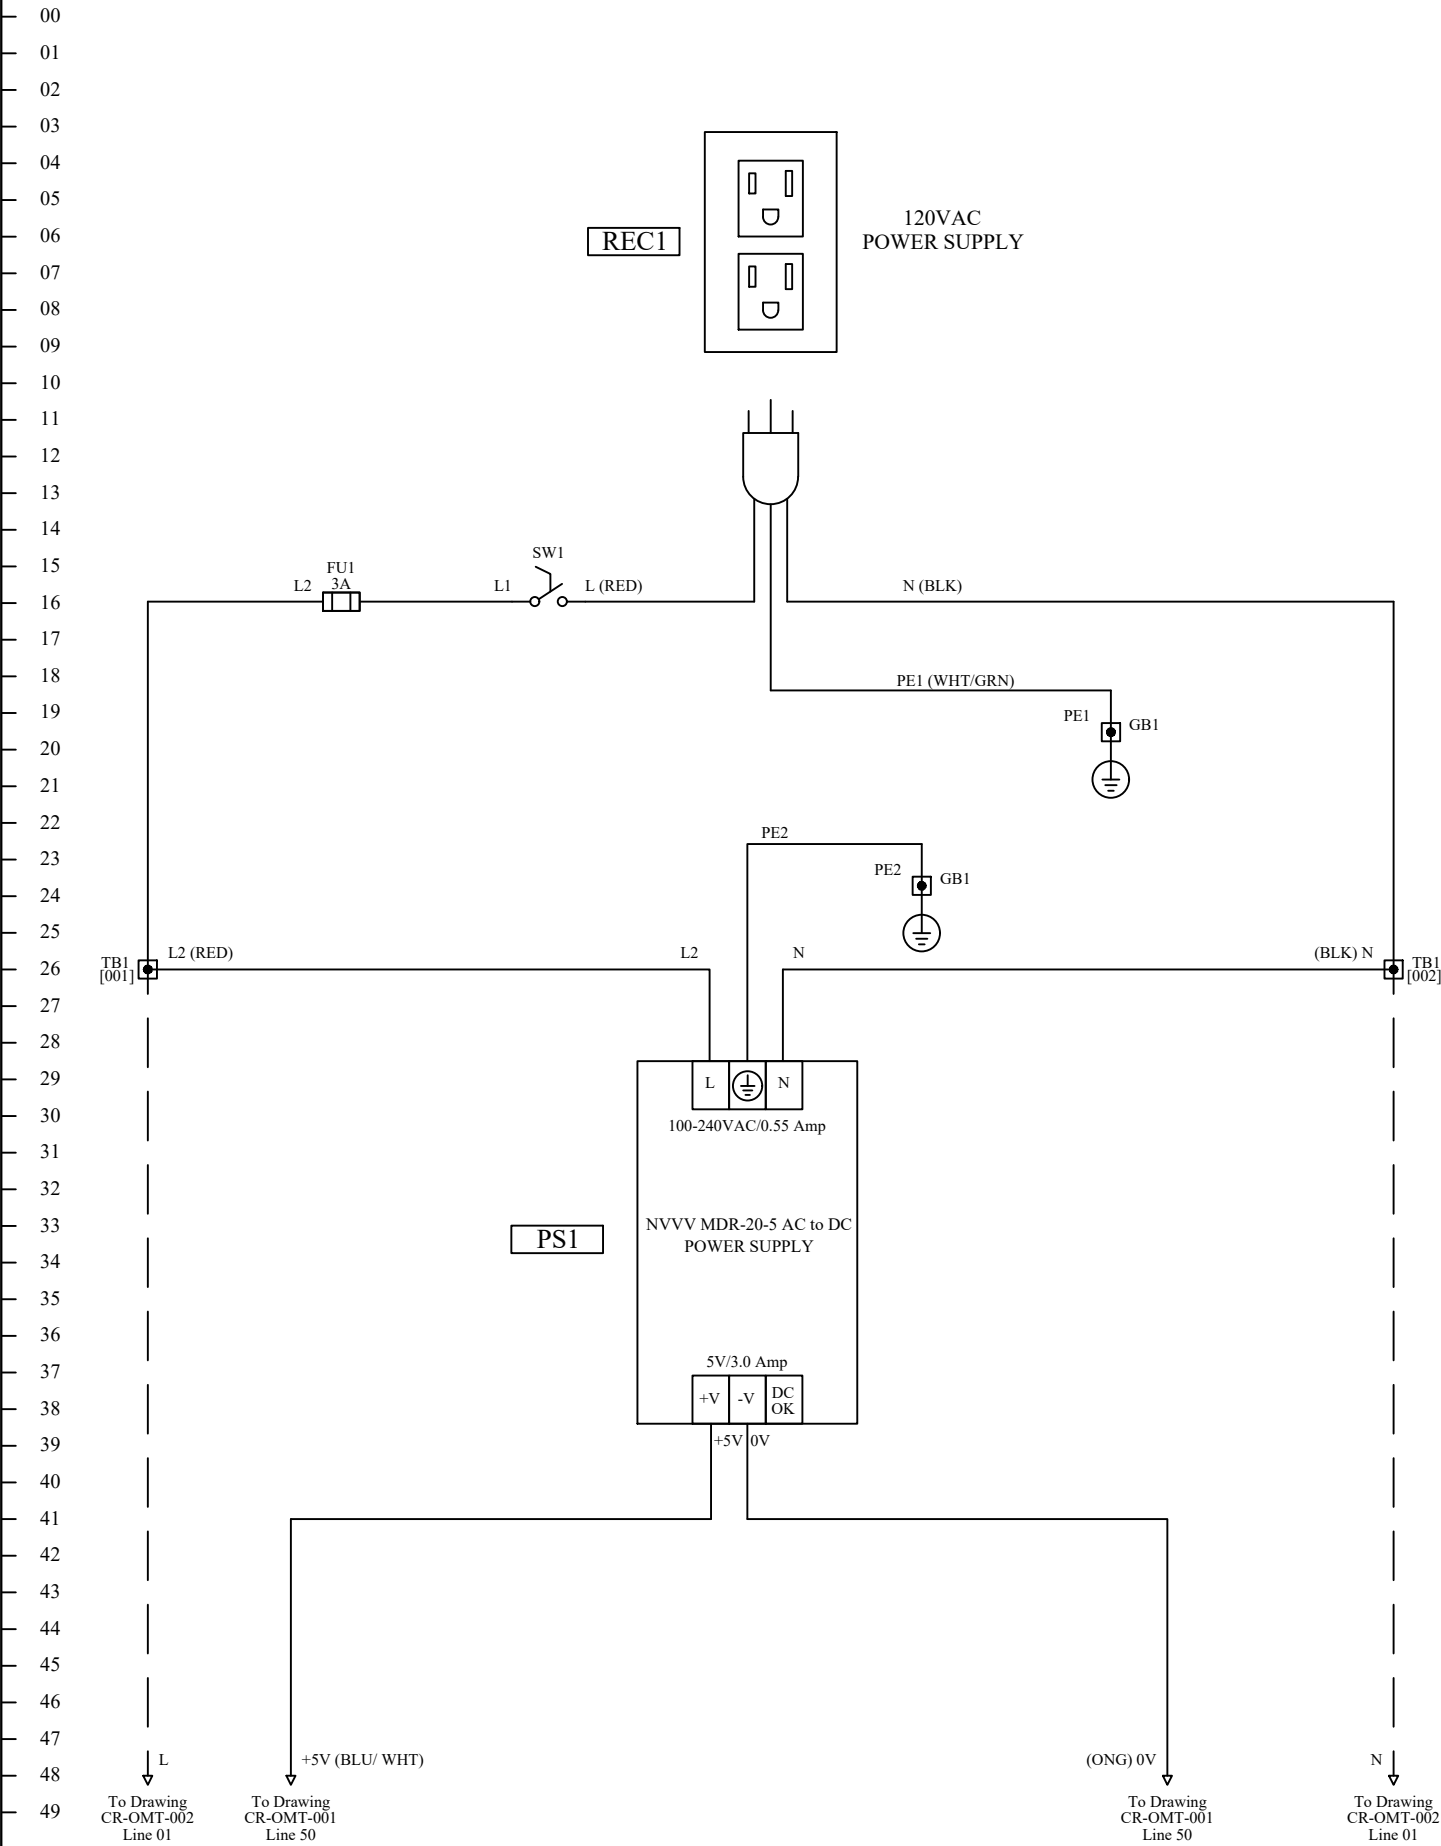 00
01
02
03
04
05
06
07
08
09
10
11
12
13
14
15
16
17
18
19
20
21
22
23
24
25
26
27
28
29
30
31
32
33
34
35
36
37
38
39
40
41
42
43
44
45
46
47
48
49
REC1
120VAC
POWER SUPPLY
SW1
FU1
3A
L2
L1
L (RED)
N (BLK)
PE1 (WHT/GRN)
PE1
GB1
PE2
PE2
GB1
TB1
[001]
L2 (RED)
L2
N
(BLK) N
TB1
[002]
L
N
100-240VAC/0.55 Amp
PS1
NVVV MDR-20-5 AC to DC
POWER SUPPLY
5V/3.0 Amp
+V
-V
DC
OK
+5V
0V
L
+5V (BLU/ WHT)
(ONG) 0V
N
To Drawing
CR-OMT-002
Line 01
To Drawing
CR-OMT-001
Line 50
To Drawing
CR-OMT-001
Line 50
To Drawing
CR-OMT-002
Line 01